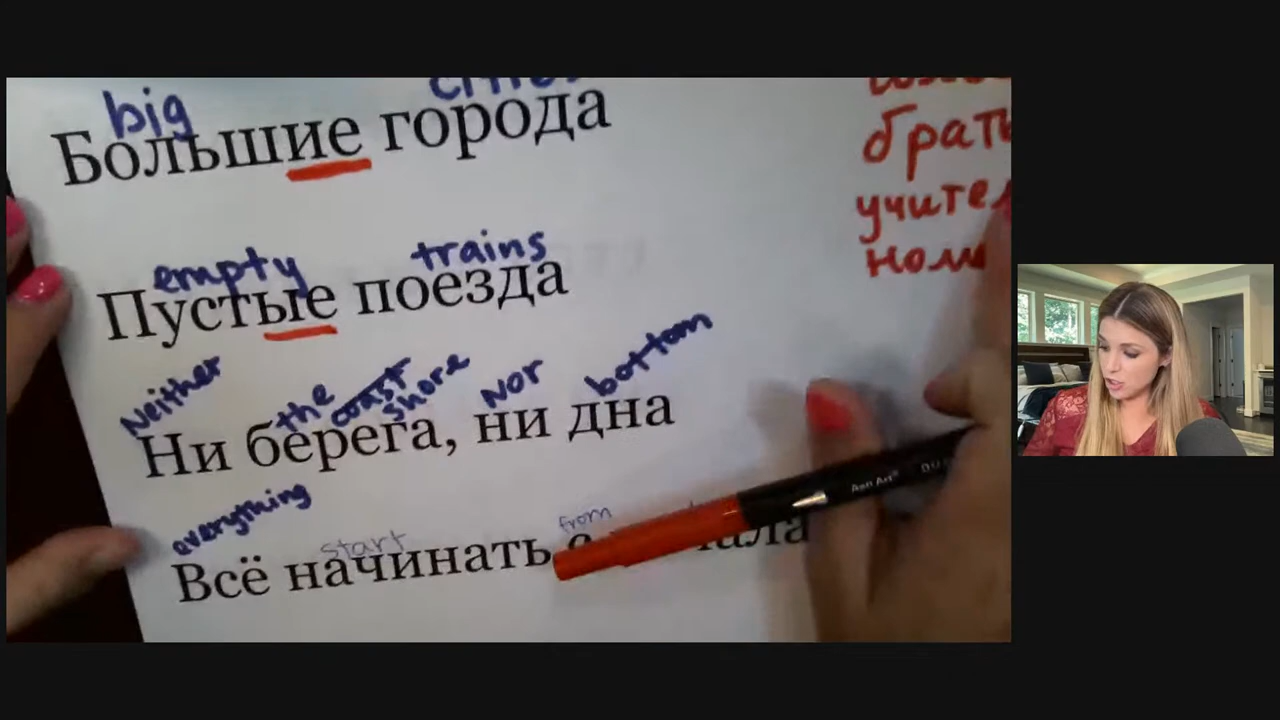 big
Большие города
empty trains
Пустые поезда
Neither the coast shore nor bottom
Ни берега, ни дна
everything start from
Всё начинать с
брать